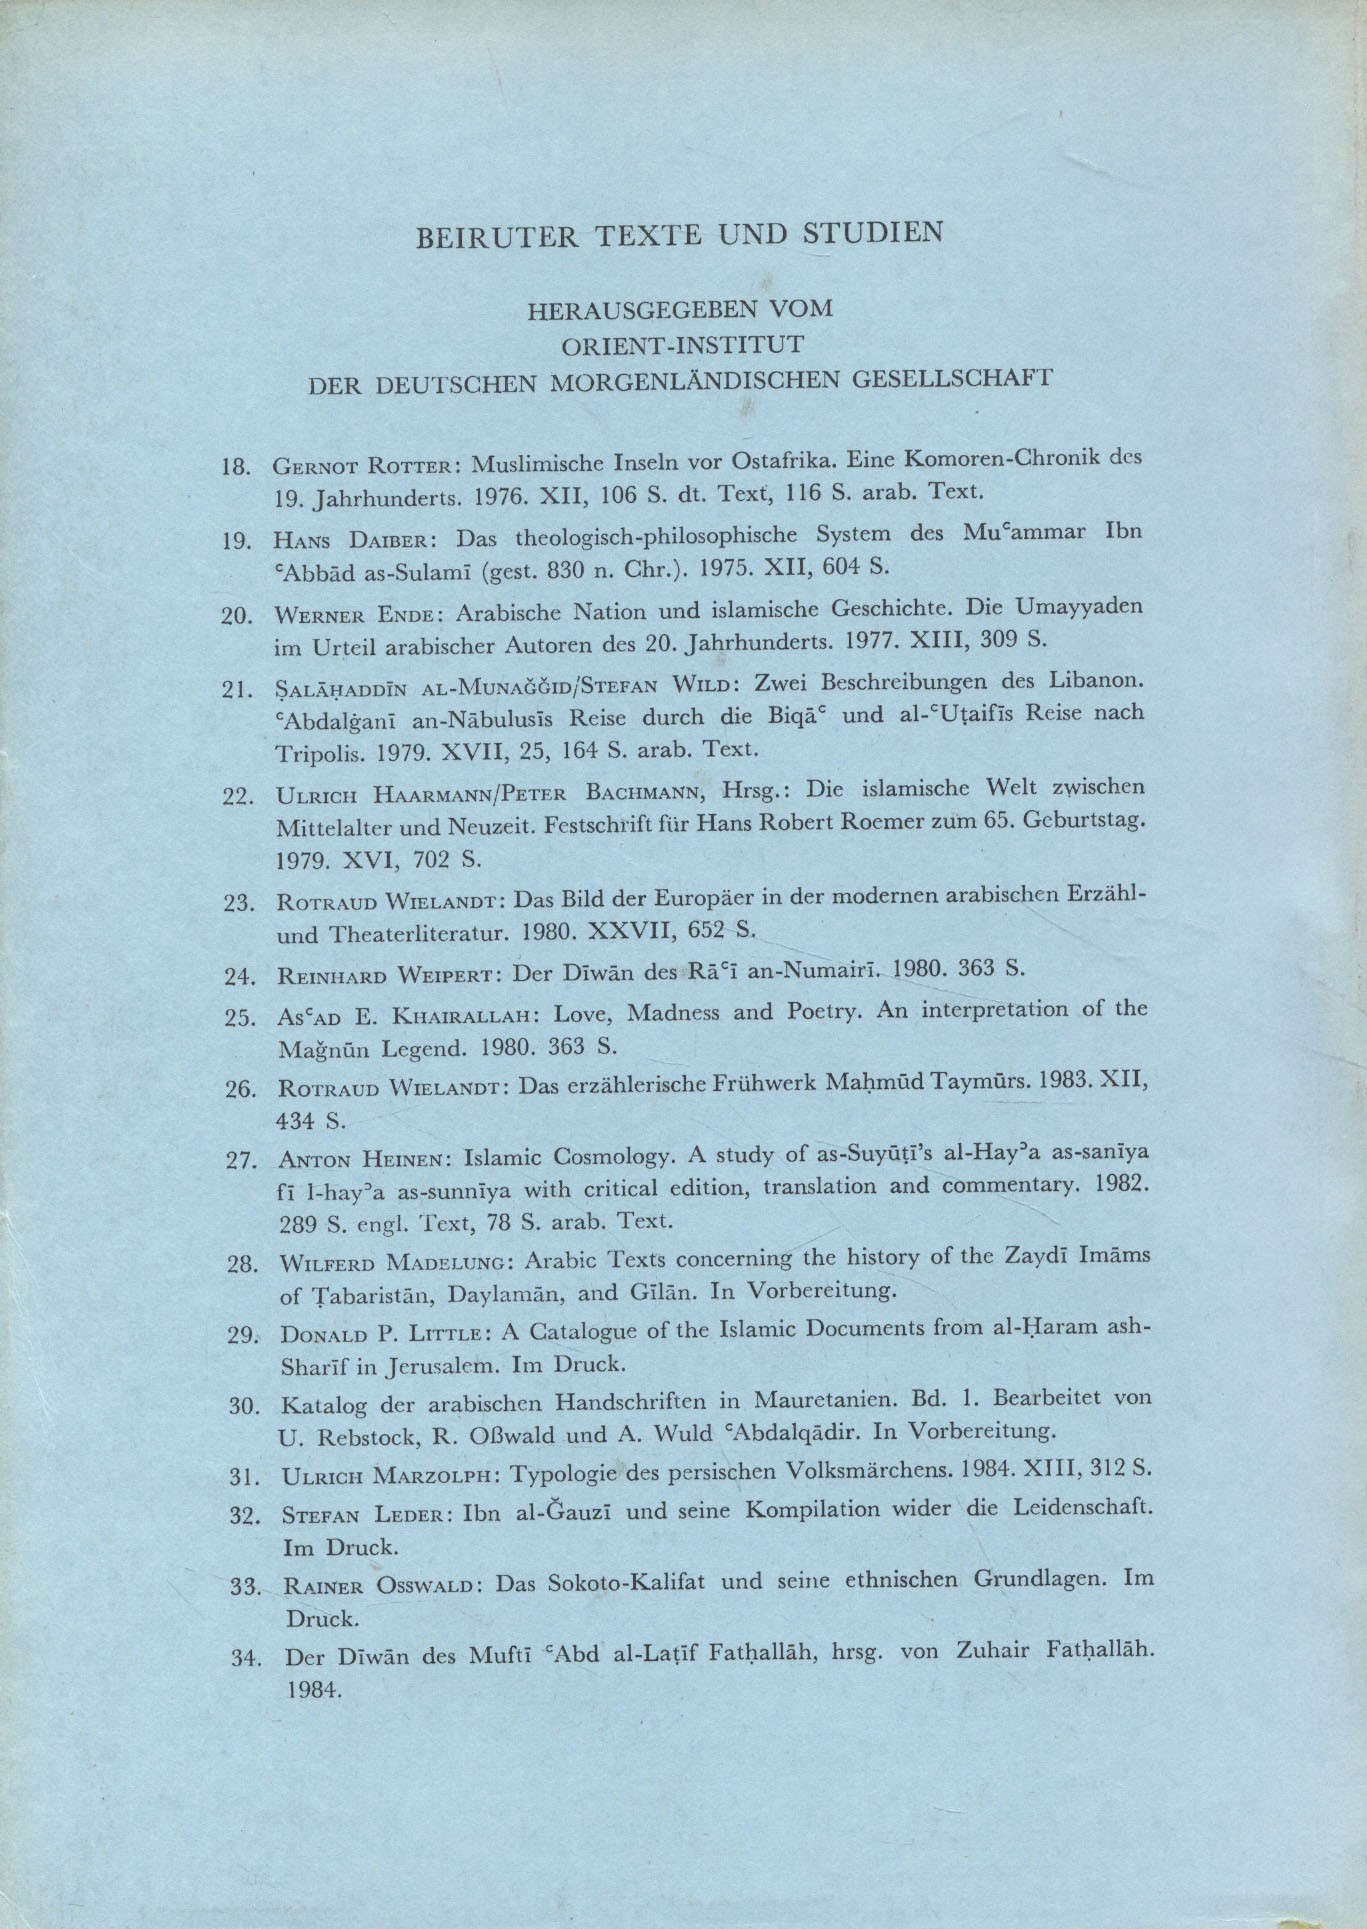 BEIRUTER TEXTE UND STUDIEN
HERAUSGEGEBEN VOM
ORIENT-INSTITUT
DER DEUTSCHEN MORGENLÄNDISCHEN GESELLSCHAFT
18. Gernot Rotter: Muslimische Inseln vor Ostafrika. Eine Komoren-Chronik des
19. Jahrhunderts. 1976. XII, 106 S. dt. Text, 116 S. arab. Text.
19. Hans Daiber: Das theologisch-philosophische System des Muʿammar Ibn
ʿAbbād as-Sulamī (gest. 830 n. Chr.). 1975. XII, 604 S.
20. Werner Ende: Arabische Nation und islamische Geschichte. Die Umayyaden
im Urteil arabischer Autoren des 20. Jahrhunderts. 1977. XIII, 309 S.
21. Ṣalāḥaddīn al-Munaǧǧid/Stefan Wild: Zwei Beschreibungen des Libanon.
ʿAbdalġanī an-Nābulusīs Reise durch die Biqāʿ und al-ʿUṭaifīs Reise nach
Tripolis. 1979. XVII, 25, 164 S. arab. Text.
22. Ulrich Haarmann/Peter Bachmann, Hrsg.: Die islamische Welt zwischen
Mittelalter und Neuzeit. Festschrift für Hans Robert Roemer zum 65. Geburtstag.
1979. XVI, 702 S.
23. Rotraud Wielandt: Das Bild der Europäer in der modernen arabischen Erzähl-
und Theaterliteratur. 1980. XXVII, 652 S.
24. Reinhard Weipert: Der Dīwān des Rāʿī an-Numairī. 1980. 363 S.
25. Asʿad E. Khairallah: Love, Madness and Poetry. An interpretation of the
Maǧnūn Legend. 1980. 363 S.
26. Rotraud Wielandt: Das erzählerische Frühwerk Maḥmūd Taymūrs. 1983. XII,
434 S.
27. Anton Heinen: Islamic Cosmology. A study of as-Suyūṭī's al-Hayʾa as-sanīya
fī l-hayʾa as-sunnīya with critical edition, translation and commentary. 1982.
289 S. engl. Text, 78 S. arab. Text.
28. Wilferd Madelung: Arabic Texts concerning the history of the Zaydī Imāms
of Ṭabaristān, Daylamān, and Gīlān. In Vorbereitung.
29. Donald P. Little: A Catalogue of the Islamic Documents from al-Ḥaram ash-
Sharīf in Jerusalem. Im Druck.
30. Katalog der arabischen Handschriften in Mauretanien. Bd. 1. Bearbeitet von
U. Rebstock, R. Oßwald und A. Wuld ʿAbdalqādir. In Vorbereitung.
31. Ulrich Marzolph: Typologie des persischen Volksmärchens. 1984. XIII, 312 S.
32. Stefan Leder: Ibn al-Ǧauzī und seine Kompilation wider die Leidenschaft.
Im Druck.
33. Rainer Osswald: Das Sokoto-Kalifat und seine ethnischen Grundlagen. Im
Druck.
34. Der Dīwān des Muftī ʿAbd al-Laṭīf Fatḥallāh, hrsg. von Zuhair Fatḥallāh.
1984.